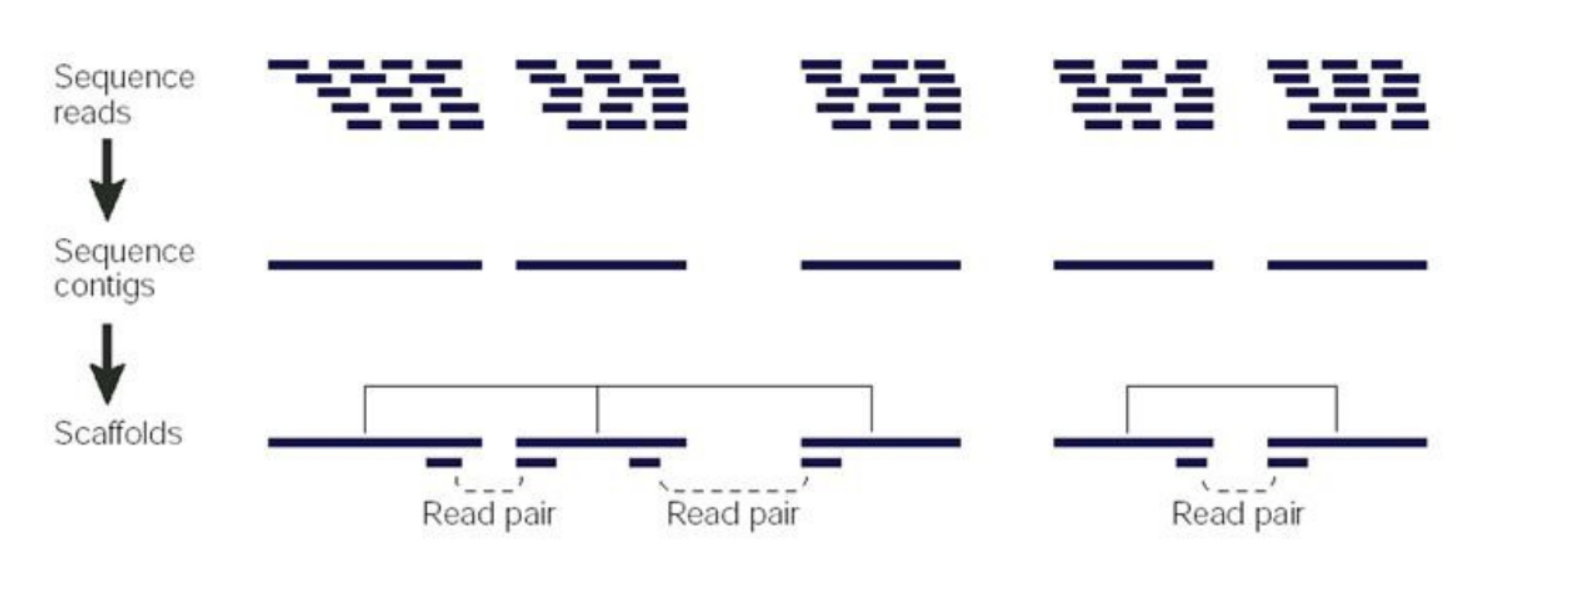 Sequence
reads
Sequence
contigs
Scaffolds
Read pair
Read pair
Read pair